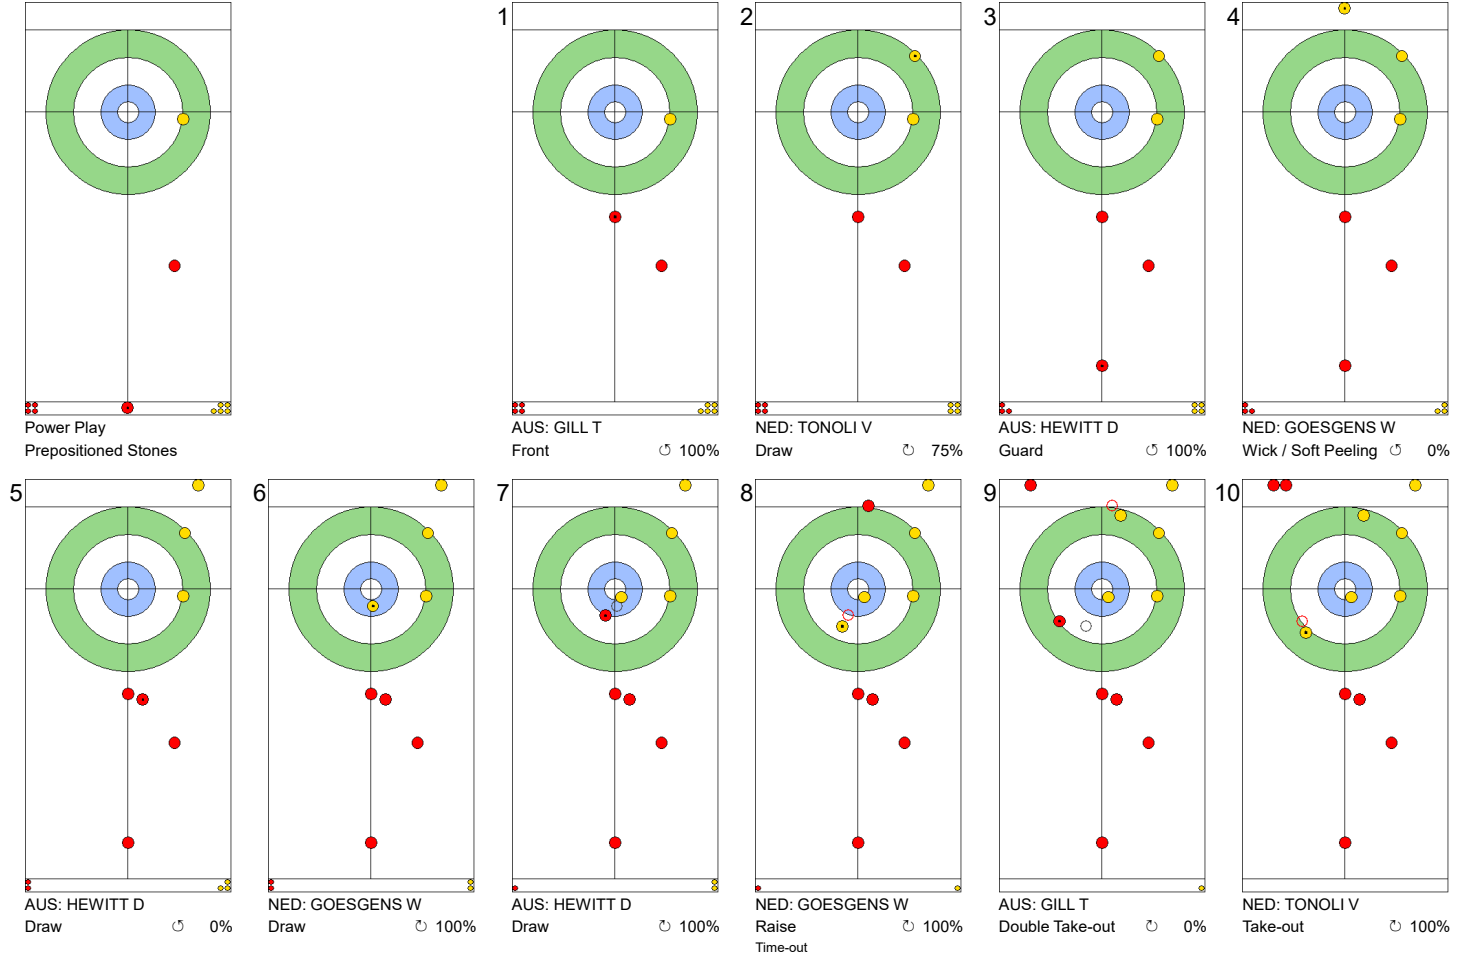 1
2
3
4
Power Play
Prepositioned Stones
AUS: GILL T
Front ↺ 100%
NED: TONOLI V
Draw ↻ 75%
AUS: HEWITT D
Guard ↺ 100%
NED: GOESGENS W
Wick / Soft Peeling ↺ 0%
5
6
7
8
9
10
AUS: HEWITT D
Draw ↺ 0%
NED: GOESGENS W
Draw ↻ 100%
AUS: HEWITT D
Draw ↻ 100%
NED: GOESGENS W
Raise ↻ 100%
Time-out
AUS: GILL T
Double Take-out ↻ 0%
NED: TONOLI V
Take-out ↻ 100%